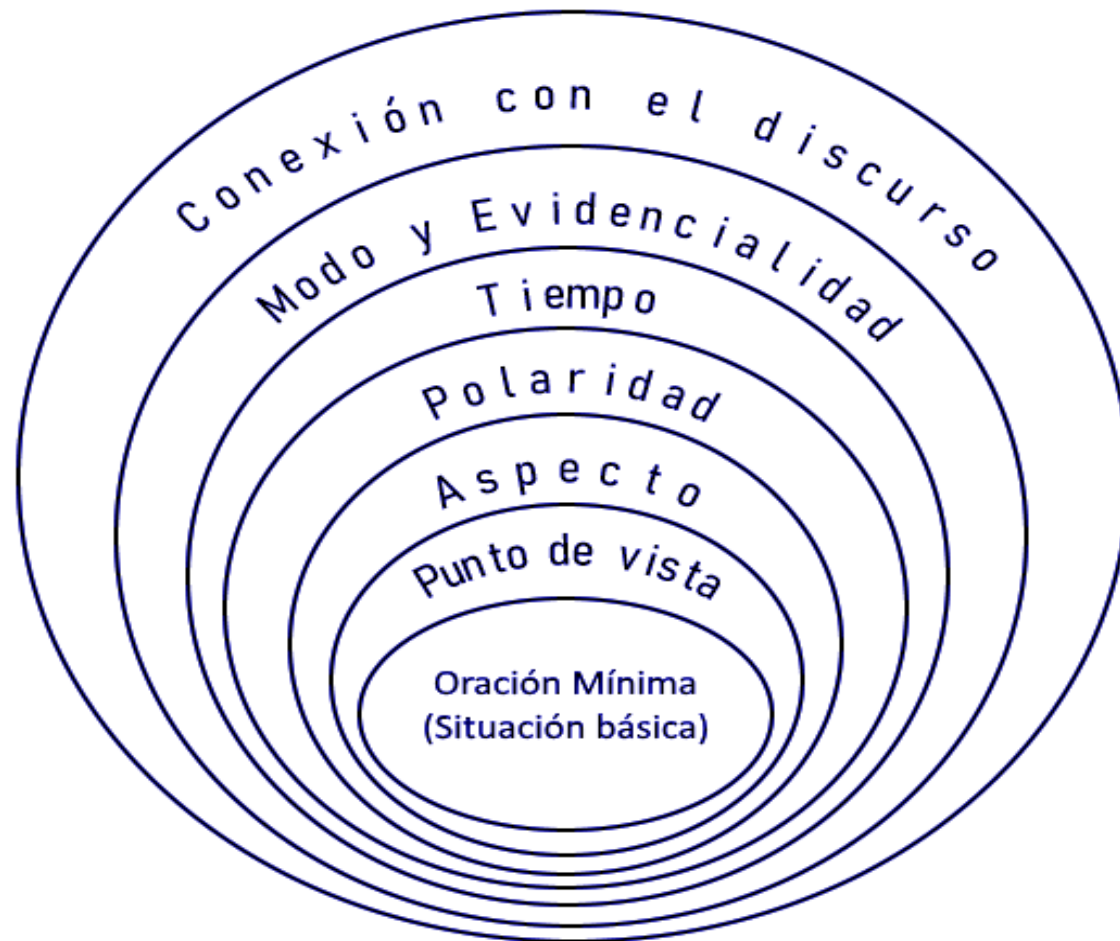 Conexión con el discurso
Modo y Evidencialidad
Tiempo
Polaridad
Aspecto
Punto de vista
Oración Mínima
(Situación básica)